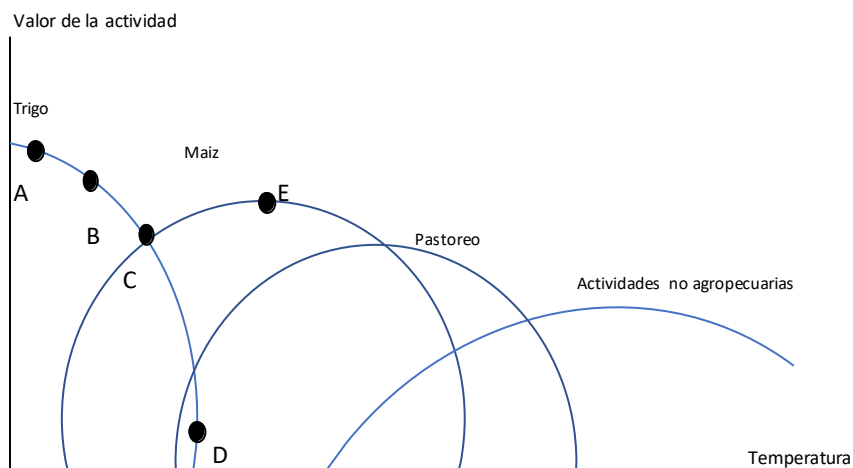 Valor de la actividad
Trigo
Maiz
A
E
B
Pastoreo
C
Actividades no agropecuarias
D
Temperatura